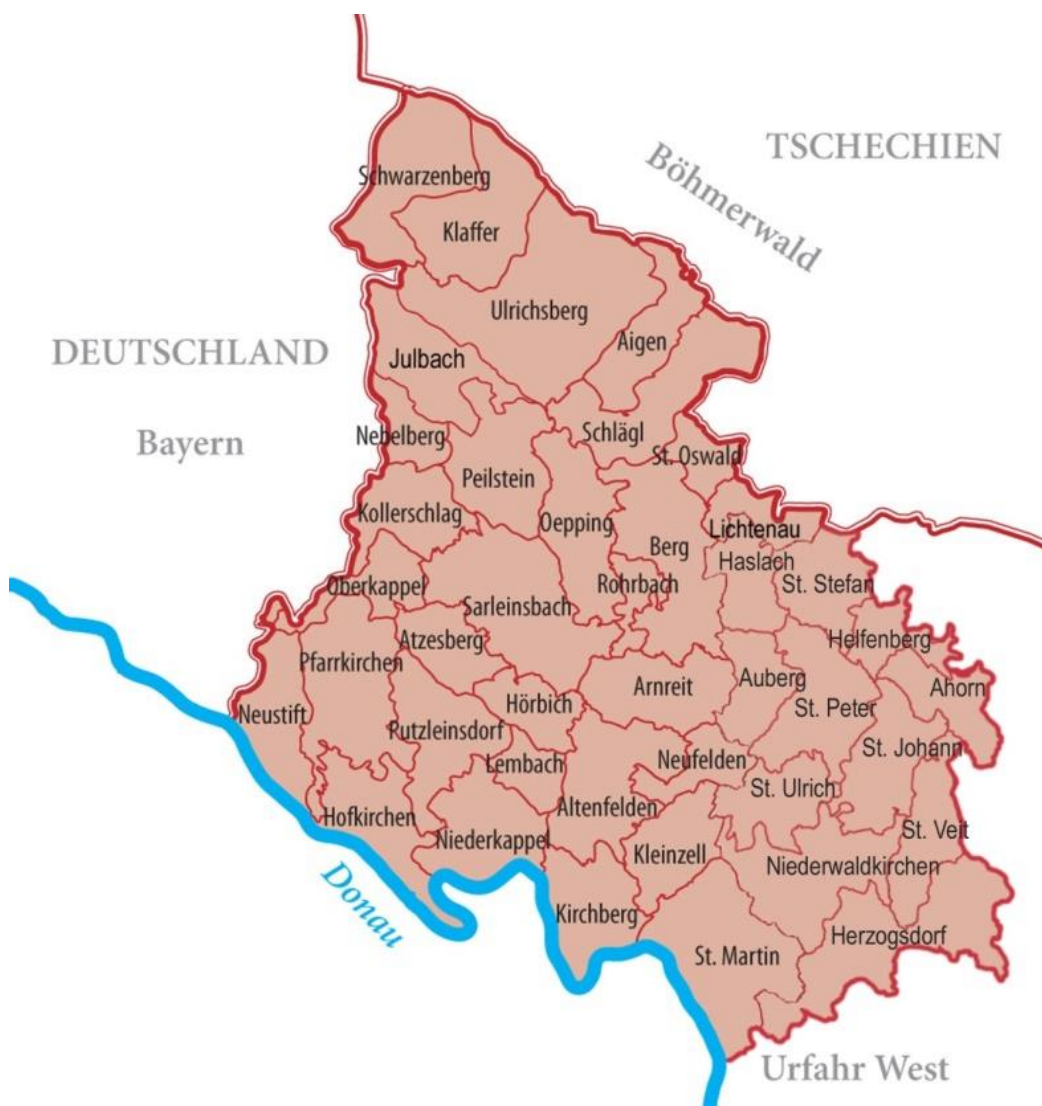 TSCHECHIEN
Böhmerwald
Schwarzenberg
Klaffer
Ulrichsberg
DEUTSCHLAND
Aigen
Julbach
Bayern
Nebelberg
Schlägl
St. Oswald
Peilstein
Kollerschlag
Oepping
Lichtenau
Berg
Haslach
Oberkappel
Rohrbach
St. Stefan
Sarleinsbach
Atzesberg
Helfenberg
Pfarrkirchen
Auberg
Arnreit
Ahorn
Hörbich
St. Peter
Neustift
Putzleinsdorf
St. Johann
Lembach
Neufelden
St. Ulrich
Hofkirchen
Altenfelden
St. Veit
Niederkappel
Kleinzell
Niederwaldkirchen
Donau
Kirchberg
Herzogsdorf
St. Martin
Urfahr West